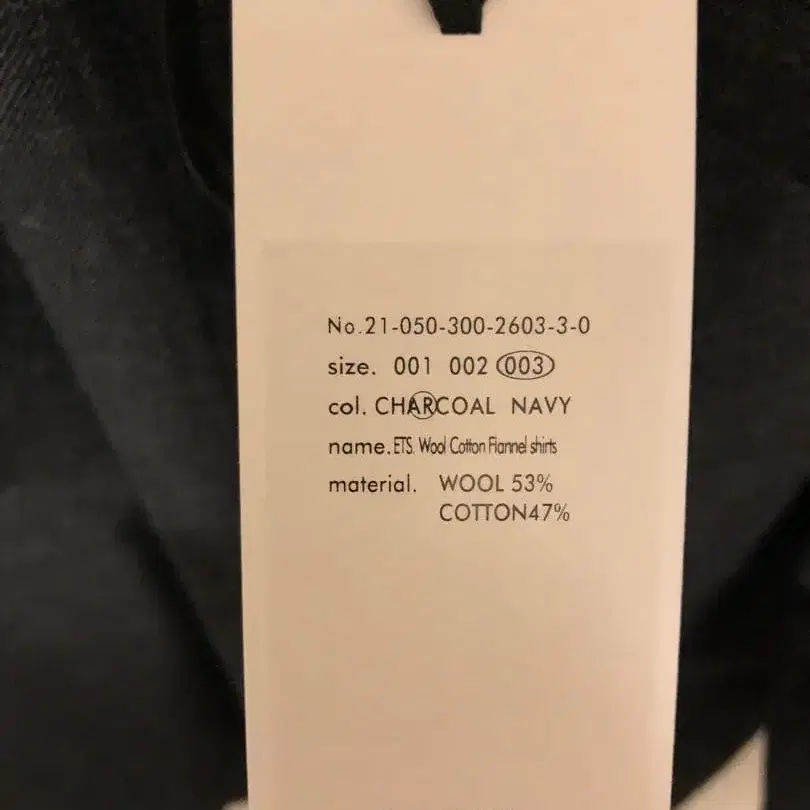 No.21-050-300-2603-3-0
size. 001 002 003
col. CHARCOAL NAVY
name.ETS. Wool Cotton Flannel shirts
material. WOOL 53%
COTTON47%